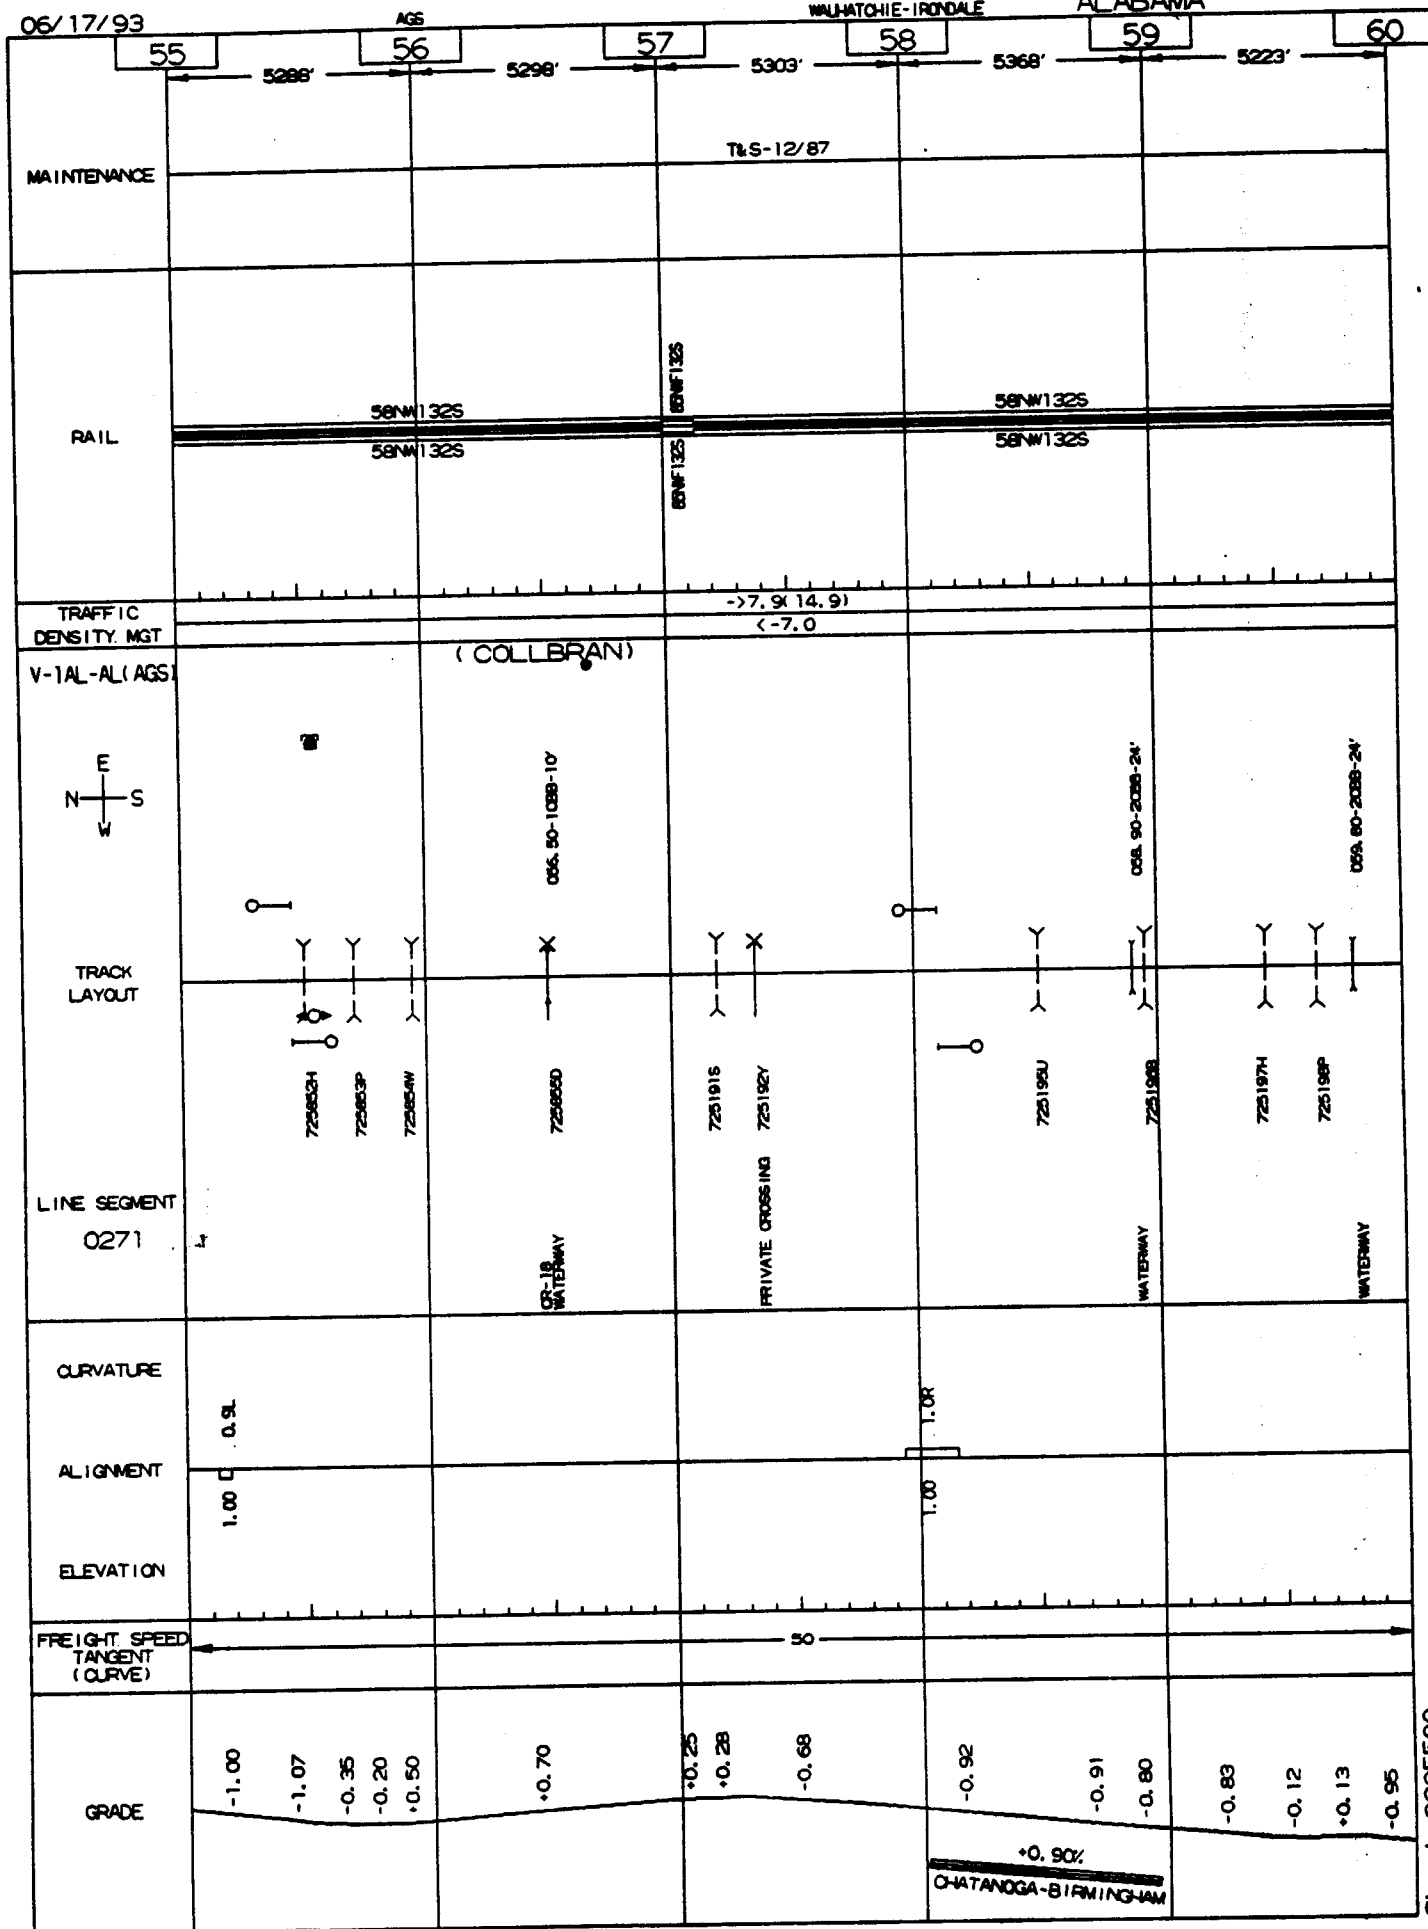 06/17/93
AGS
WAUHATCHIE-IRONDALE
ALABAMA
55 56 57 58 59 60
5288' 5298' 5303' 5368' 5223'
MAINTENANCE
T&S-12/87
RAIL
58NW132S
58NW132S
85NWF132S
85NWF132S
58NW132S
58NW132S
TRAFFIC
DENSITY. MGT
->7.9(14.9)
<-7.0
V-1AL-AL(AGS)
(COLLBRAN)
E
N S
W
056.50-10BB-10'
058.90-20BB-24'
059.80-20BB-24'
TRACK
LAYOUT
725852H
725853P
725854W
725855D
725191S
725192Y
725195U
725197H
725198P
LINE SEGMENT
0271
CR-18
WATERWAY
PRIVATE CROSSING
WATERWAY
WATERWAY
CURVATURE
0.9L
1.0R
ALIGNMENT
1.00
1.00
ELEVATION
FREIGHT SPEED
TANGENT
(CURVE)
50
GRADE
-1.00
-1.07
-0.35
-0.20
+0.50
+0.70
+0.25
+0.28
-0.68
-0.92
-0.91
-0.80
-0.83
-0.12
+0.13
-0.95
+0.90%
CHATANOGA-BIRMINGHAM